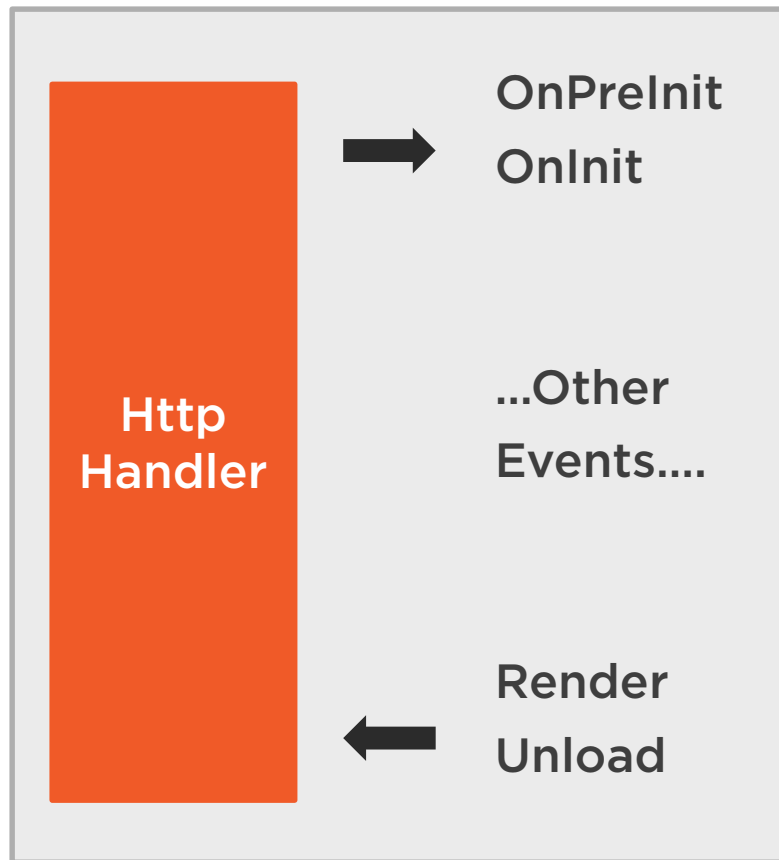 OnPreInit
OnInit
Http
Handler
...Other
Events....
Render
Unload